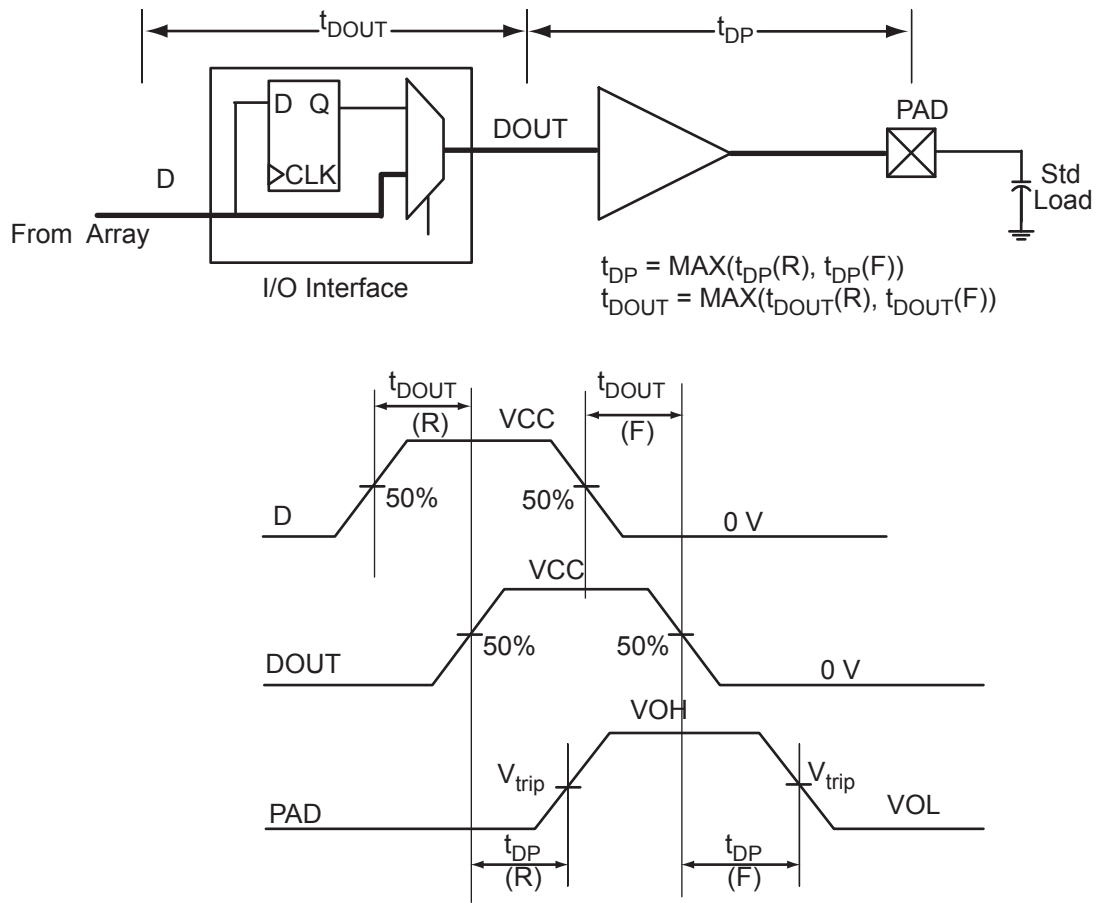 tDOUT
tDP
D Q
CLK
D
From Array
I/O Interface
DOUT
PAD
Std
Load
tDP = MAX(tDP(R), tDP(F))
tDOUT = MAX(tDOUT(R), tDOUT(F))
tDOUT
(R)
VCC
tDOUT
(F)
50%
50%
D
0 V
VCC
50%
50%
DOUT
0 V
VOH
Vtrip
Vtrip
PAD
VOL
tDP
(R)
tDP
(F)